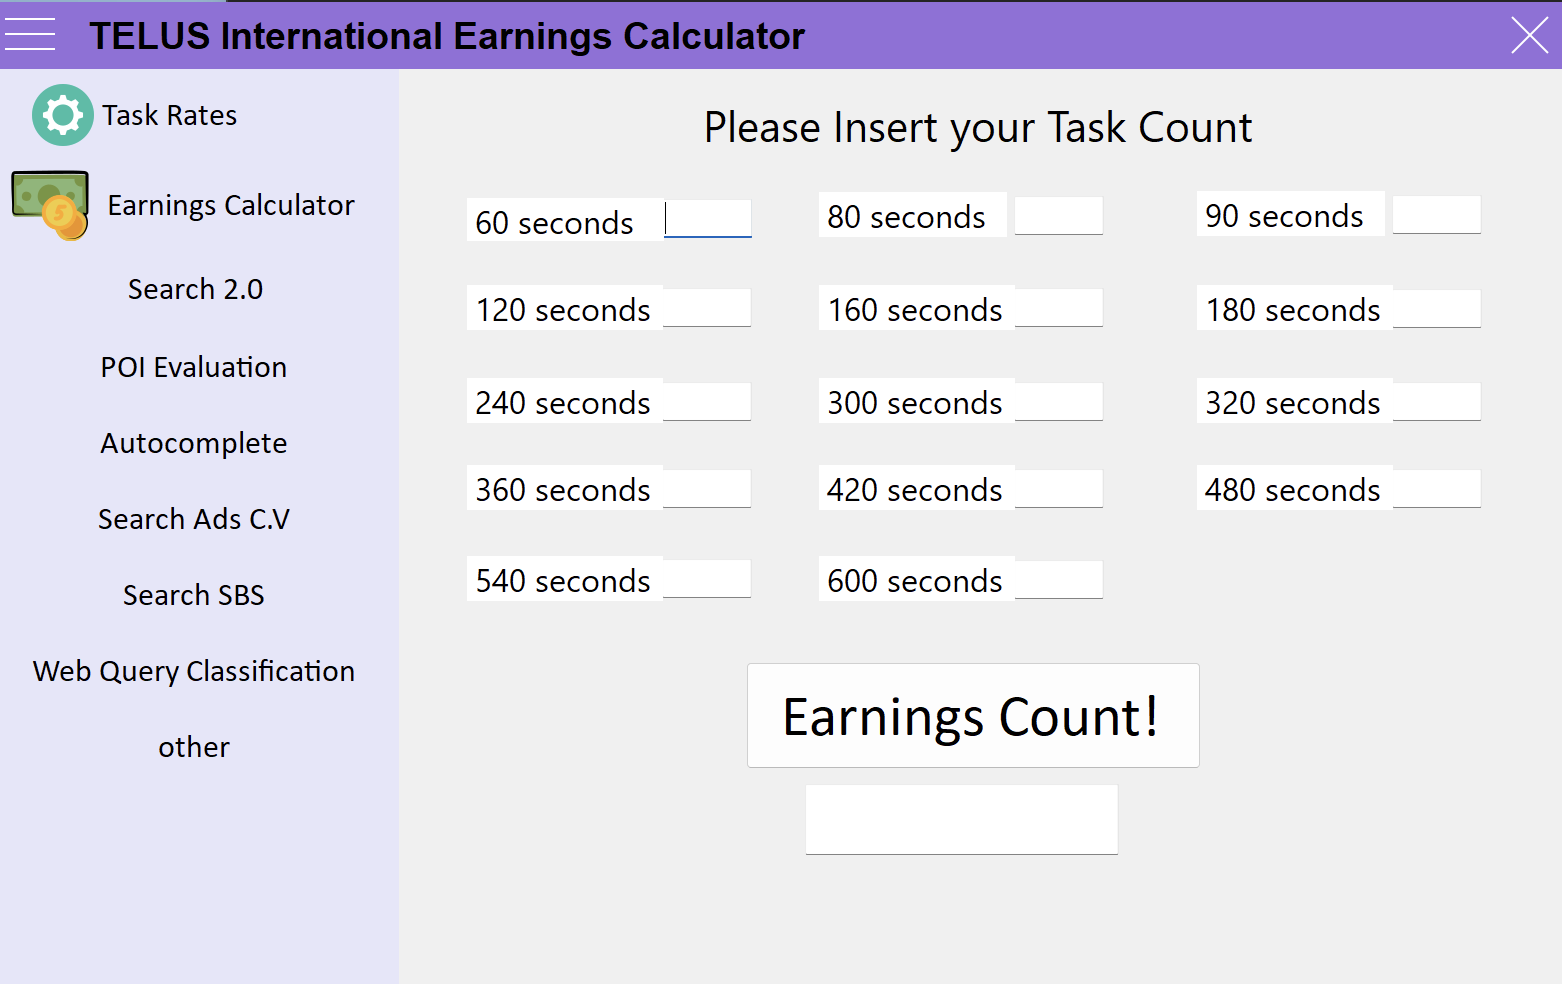 TELUS International Earnings Calculator
Task Rates
Earnings Calculator
5
Search 2.0
POI Evaluation
Autocomplete
Search Ads C.V
Search SBS
Web Query Classification
other
Please Insert your Task Count
60 seconds
80 seconds
90 seconds
120 seconds
160 seconds
180 seconds
240 seconds
300 seconds
320 seconds
360 seconds
420 seconds
480 seconds
540 seconds
600 seconds
Earnings Count!